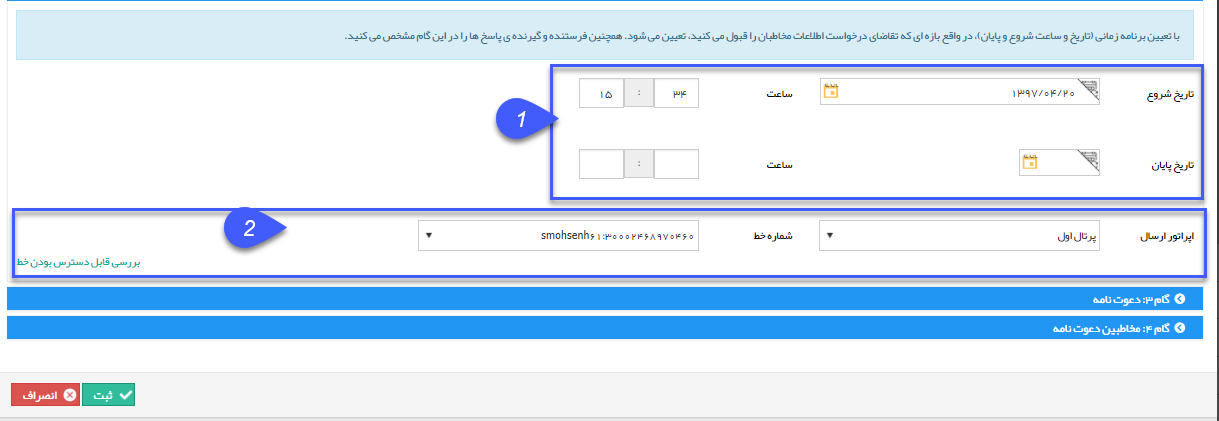 با تعیین برنامه زمانی (تاریخ و ساعت شروع و پایان)، در واقع بازه ای که تقاضای درخواست اطلاعات مخاطبان را قبول می کنید، تعیین می شود. همچنین فرستنده و گیرنده ی پاسخ ها را در این گام مشخص می کنید.
تاریخ شروع ۱۳۹۷/۰۴/۲۰ ساعت ۳۴ : ۱۵
1
تاریخ پایان ساعت :
2
اپراتور ارسال پرتال اول شماره خط smohsenh۶۱:۳۰۰۰۲۴۶۸۹۷۰۴۶۰
بررسی قابل دسترس بودن خط
گام ۳: دعوت نامه
گام ۴: مخاطبین دعوت نامه
ثبت انصراف